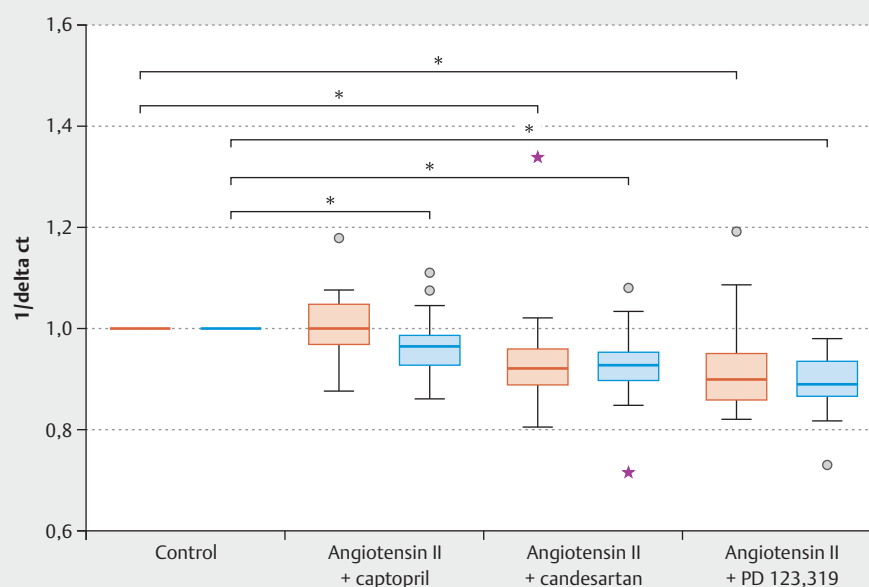 1,6
*
*
1,4
*
*
*
1,2
1/delta ct
1,0
0,8
0,6
Control
Angiotensin II
+ captopril
Angiotensin II
+ candesartan
Angiotensin II
+ PD 123,319